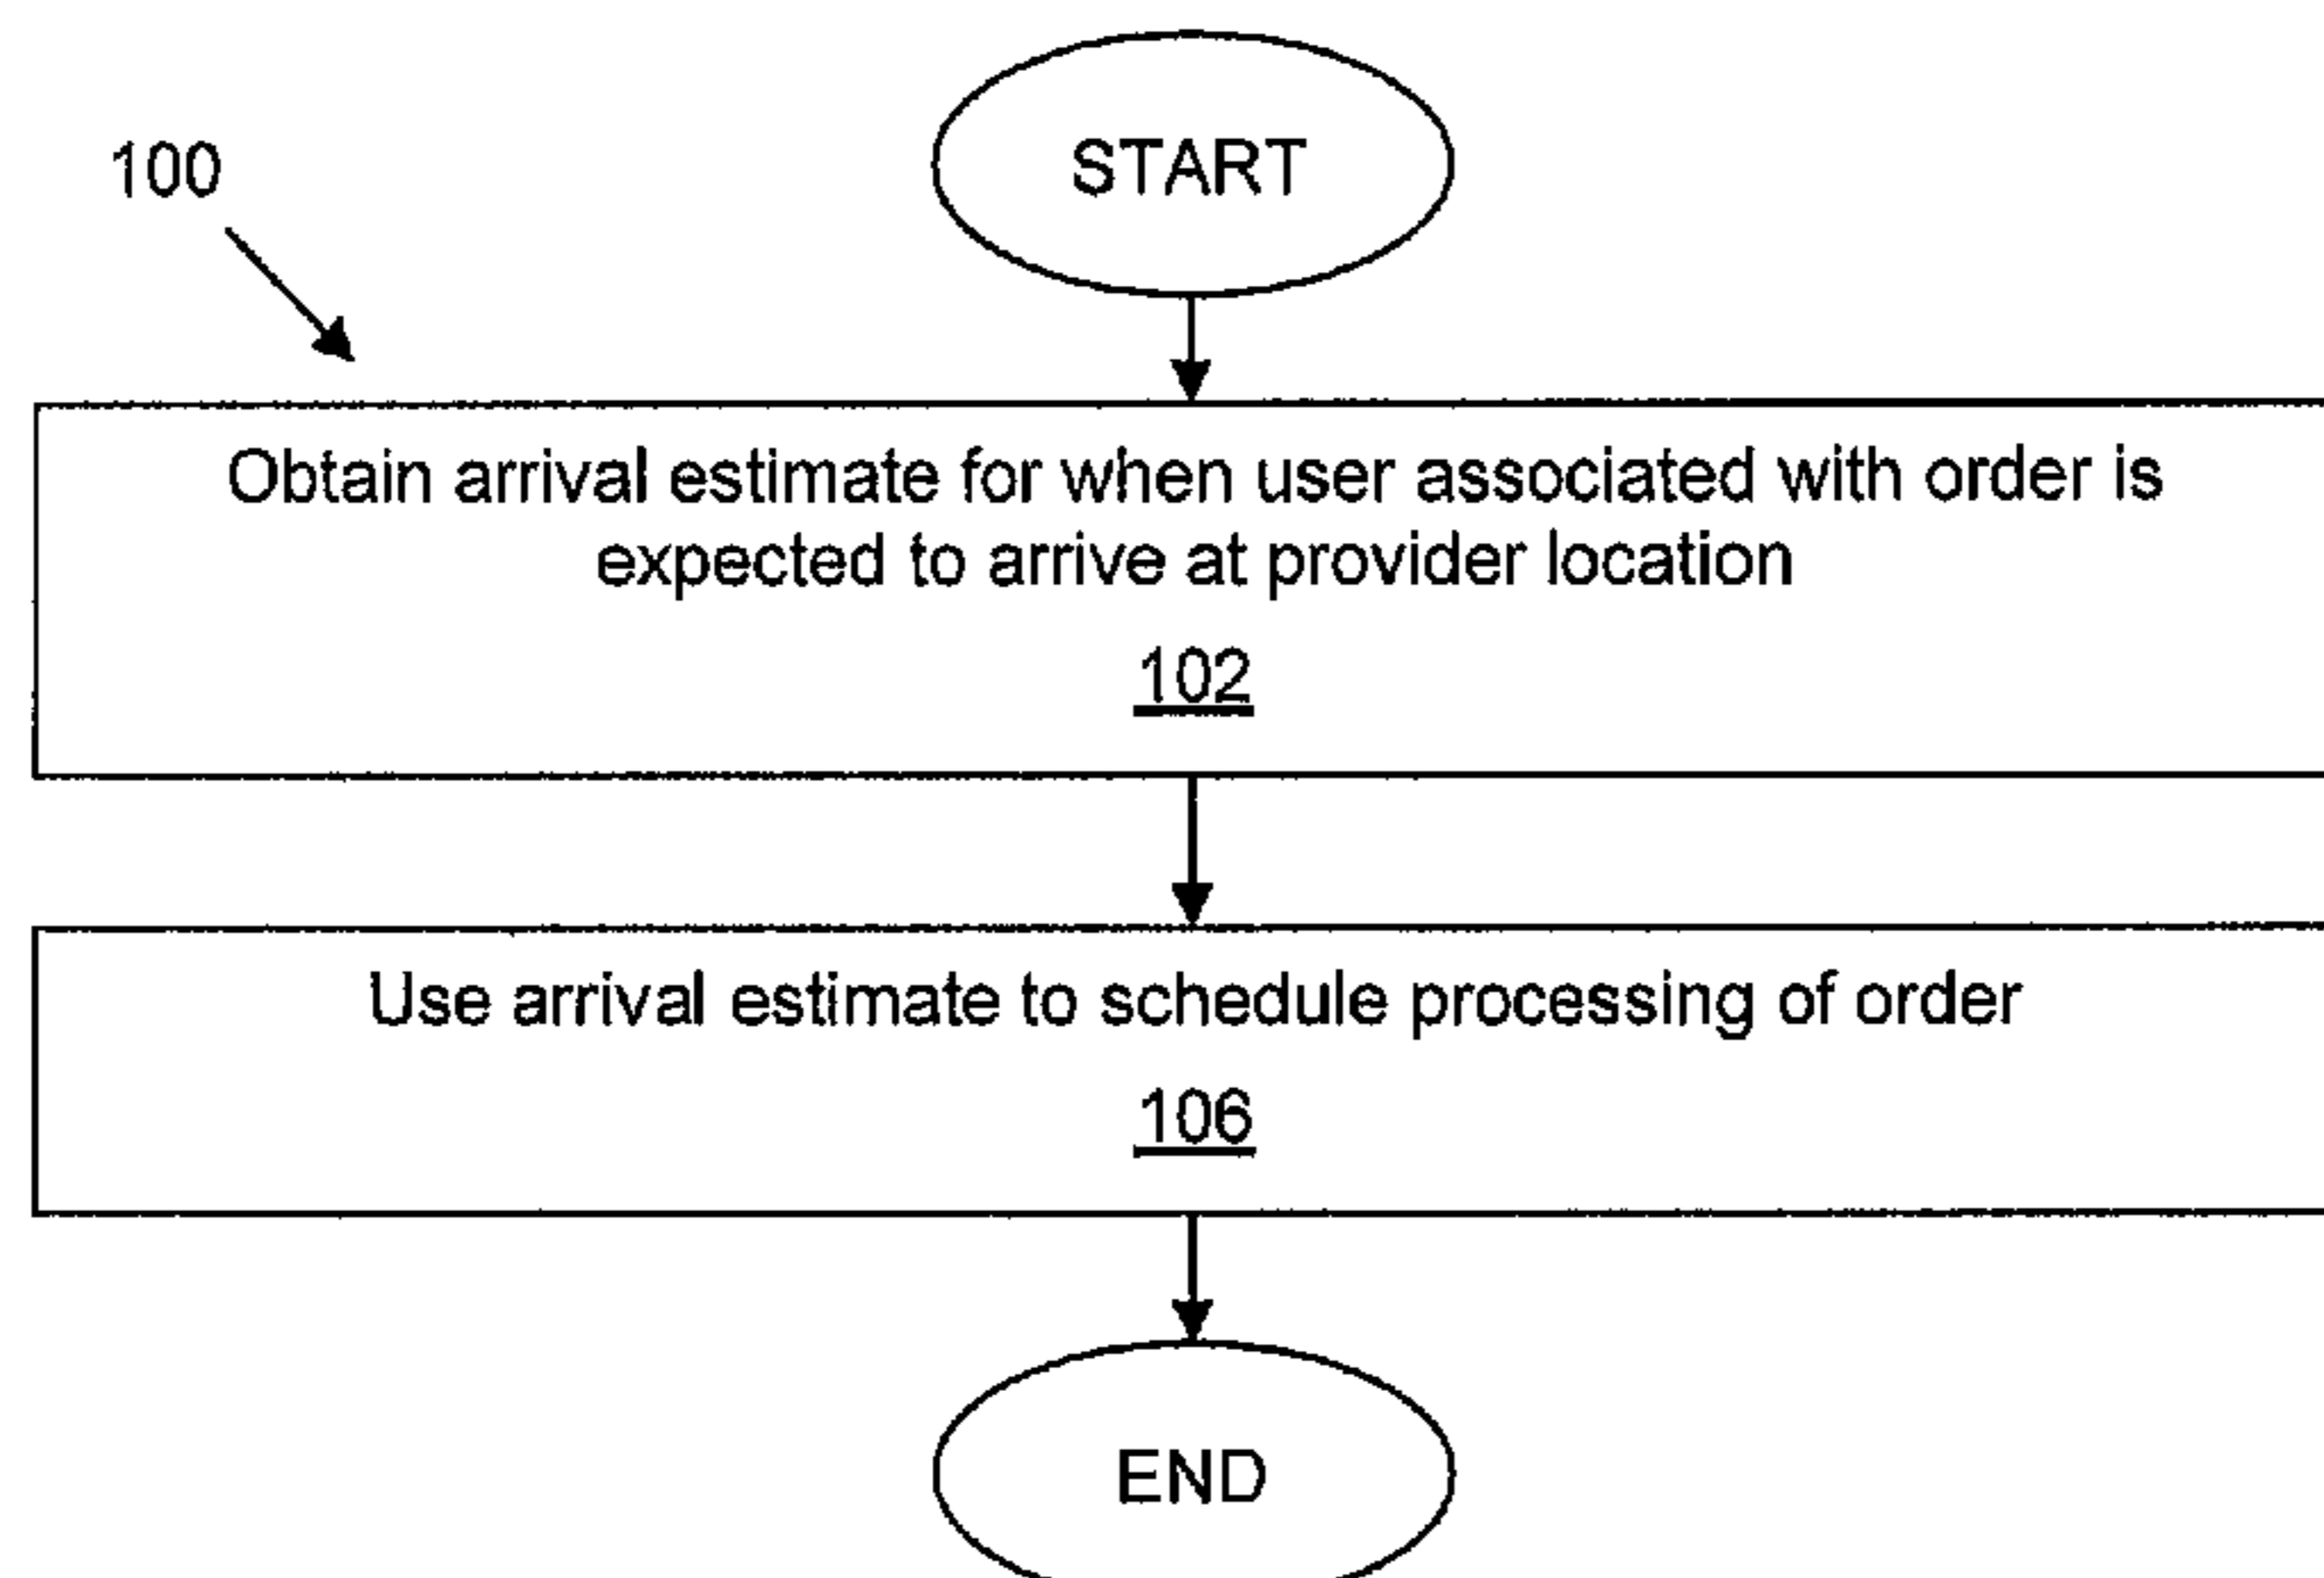 START
100
Obtain arrival estimate for when user associated with order is
expected to arrive at provider location
102
Use arrival estimate to schedule processing of order
106
END